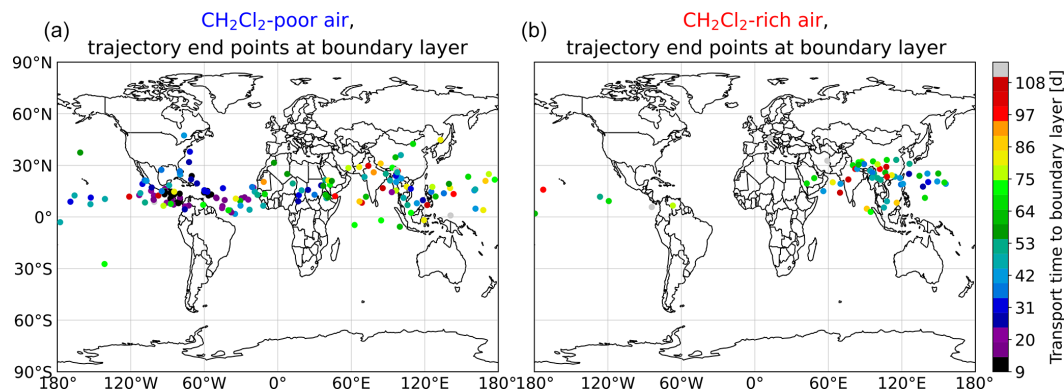 (a)
CH₂Cl₂-poor air,
trajectory end points at boundary layer
90°N
60°N
30°N
0°
30°S
60°S
90°S
180°
120°W
60°W
0°
60°E
120°E
180°
(b)
CH₂Cl₂-rich air,
trajectory end points at boundary layer
180°
120°W
60°W
0°
60°E
120°E
180°
108
97
86
75
64
53
42
31
20
9
Transport time to boundary layer [d]